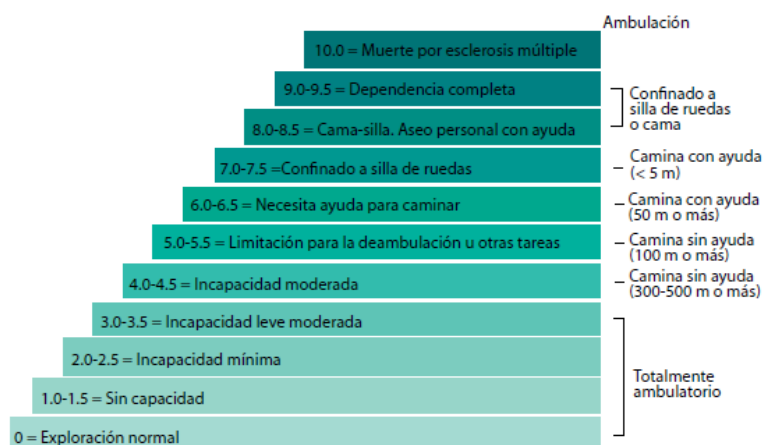 Ambulación
10.0 = Muerte por esclerosis múltiple
9.0-9.5 = Dependencia completa
8.0-8.5 = Cama-silla. Aseo personal con ayuda
Confinado a
silla de ruedas
o cama
7.0-7.5 =Confinado a silla de ruedas
Camina con ayuda
(< 5 m)
6.0-6.5 = Necesita ayuda para caminar
Camina con ayuda
(50 m o más)
5.0-5.5 = Limitación para la deambulación u otras tareas
Camina sin ayuda
(100 m o más)
4.0-4.5 = Incapacidad moderada
Camina sin ayuda
(300-500 m o más)
3.0-3.5 = Incapacidad leve moderada
2.0-2.5 = Incapacidad mínima
1.0-1.5 = Sin capacidad
0 = Exploración normal
Totalmente
ambulatorio